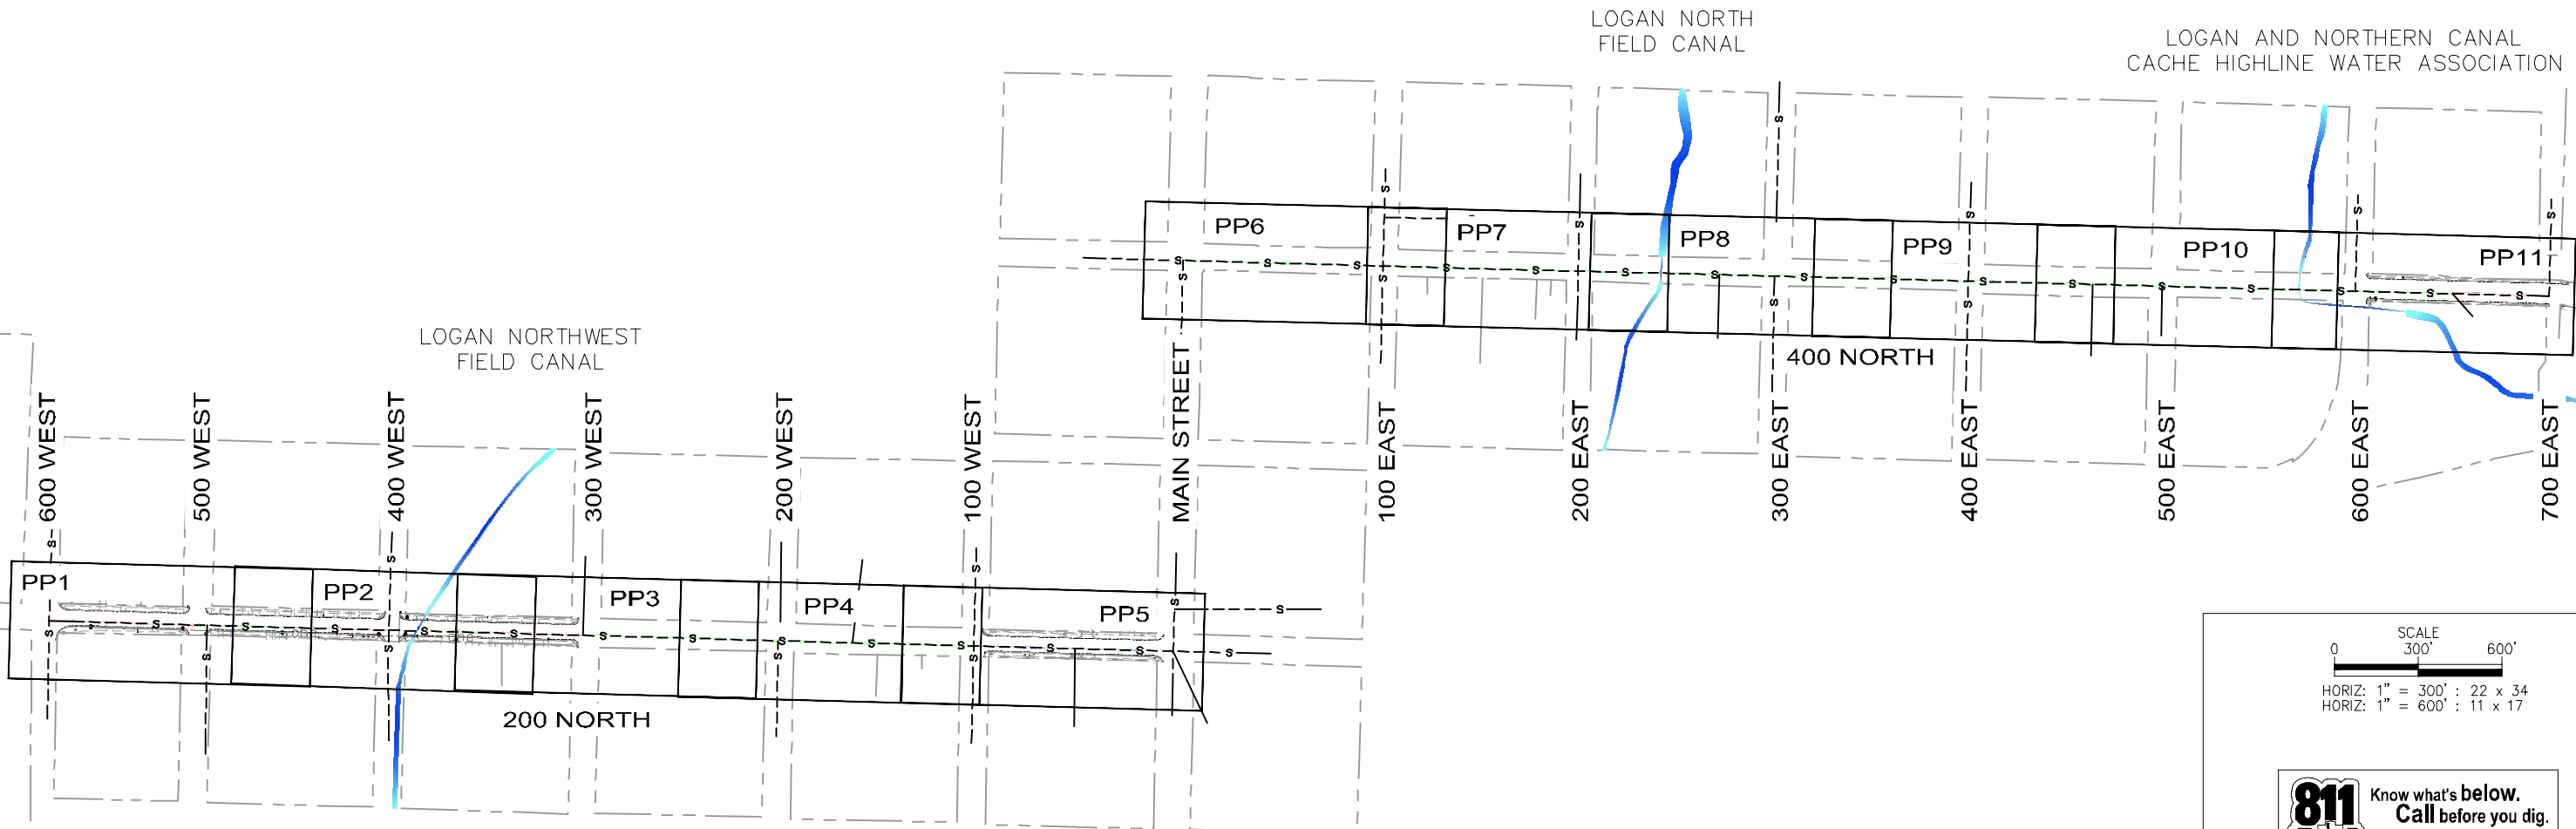 LOGAN NORTH
FIELD CANAL
LOGAN AND NORTHERN CANAL
CACHE HIGHLINE WATER ASSOCIATION
PP6
PP7
PP8
PP9
PP10
PP11
400 NORTH
LOGAN NORTHWEST
FIELD CANAL
600 WEST
500 WEST
400 WEST
300 WEST
200 WEST
100 WEST
MAIN STREET
100 EAST
200 EAST
300 EAST
400 EAST
500 EAST
600 EAST
700 EAST
PP1
PP2
PP3
PP4
PP5
200 NORTH
SCALE
0 300' 600'
HORIZ: 1" = 300' : 22 x 34
HORIZ: 1" = 600' : 11 x 17
811
Know what's below.
Call before you dig.